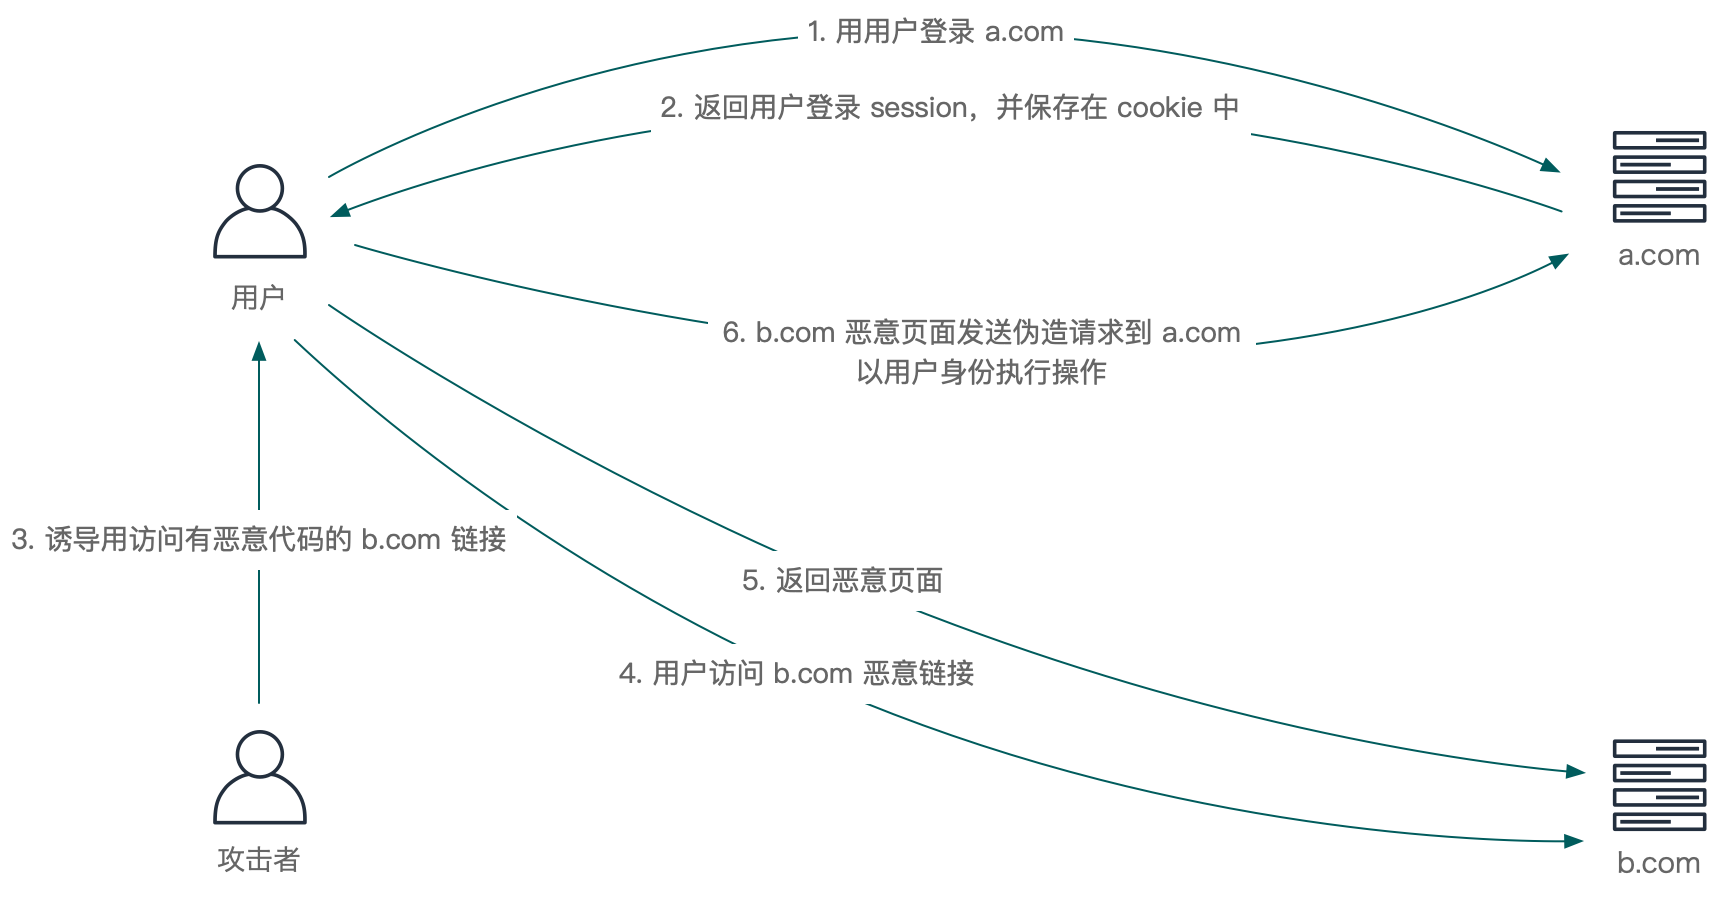 1. 用用户登录 a.com
2. 返回用户登录 session，并保存在 cookie 中
a.com
用户
6. b.com 恶意页面发送伪造请求到 a.com
以用户身份执行操作
3. 诱导用访问有恶意代码的 b.com 链接
5. 返回恶意页面
4. 用户访问 b.com 恶意链接
攻击者
b.com